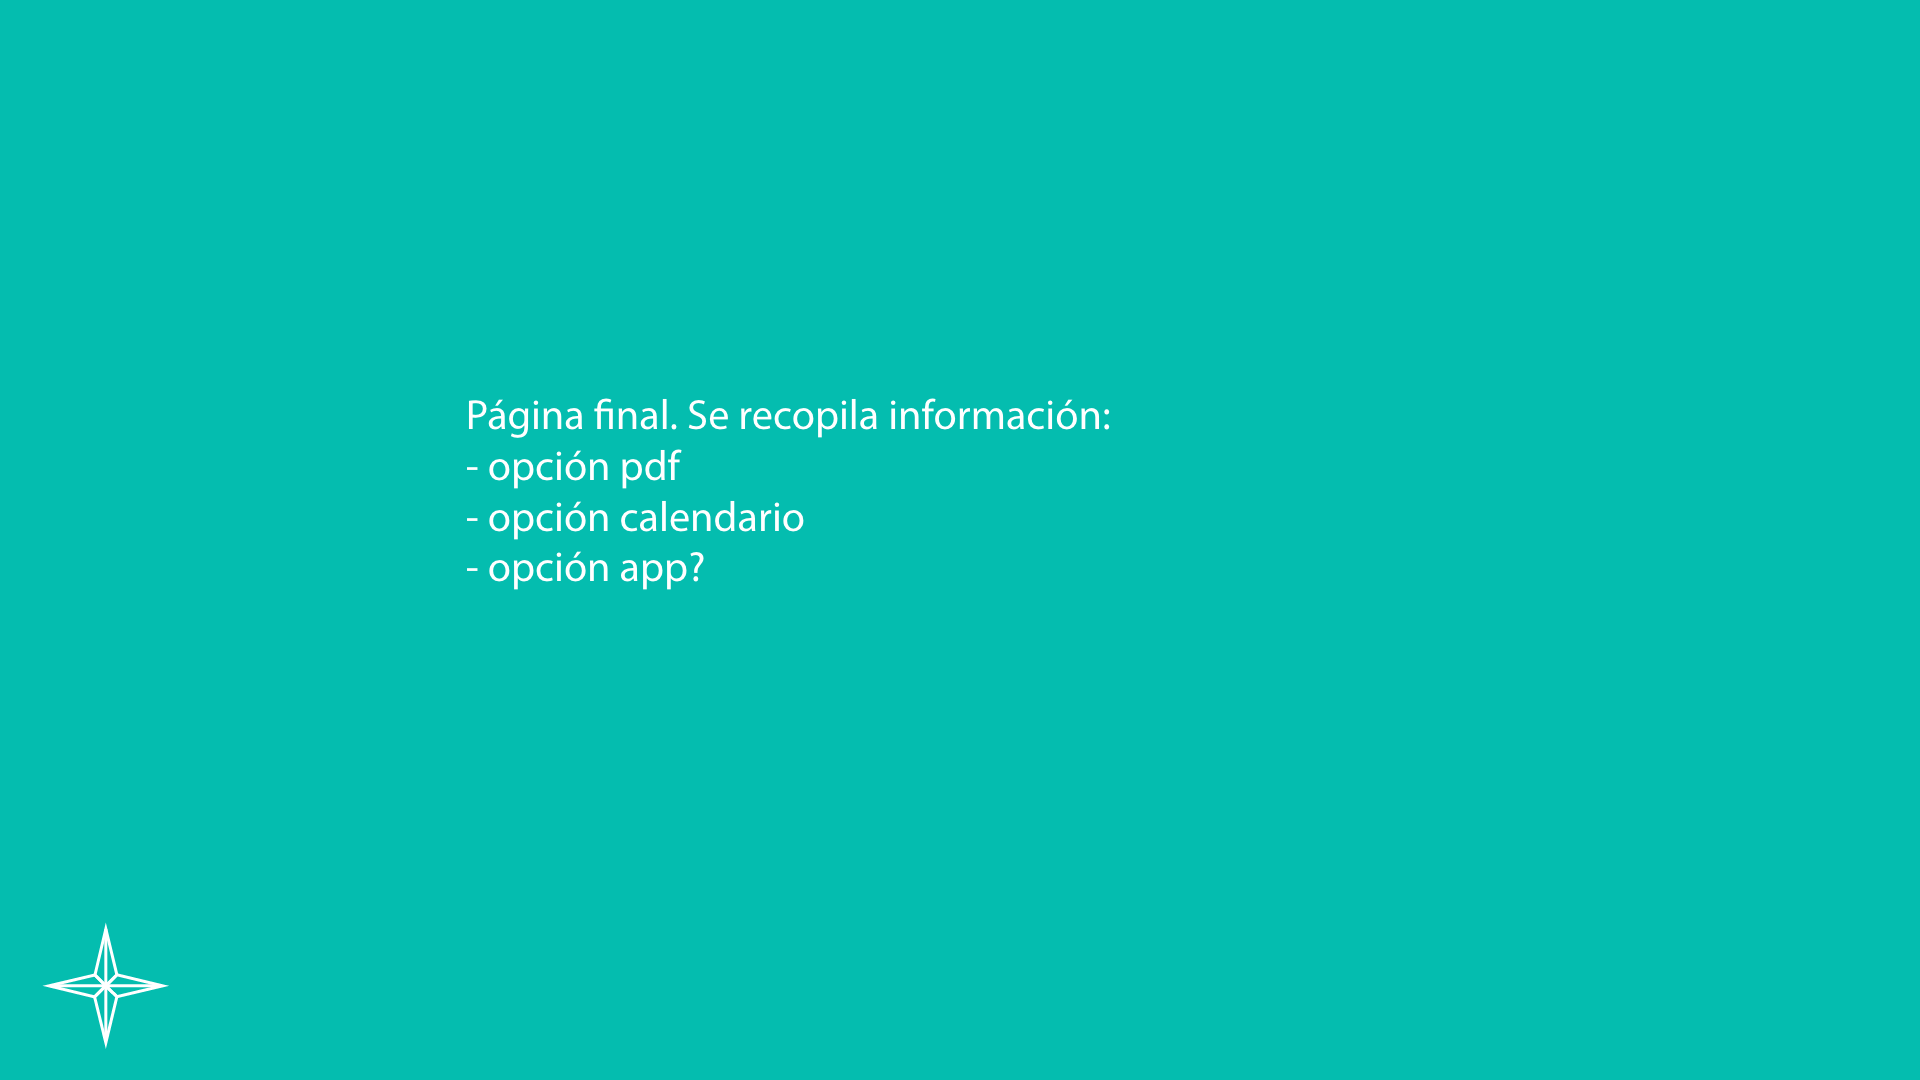 Página final. Se recopila información:
- opción pdf
- opción calendario
- opción app?